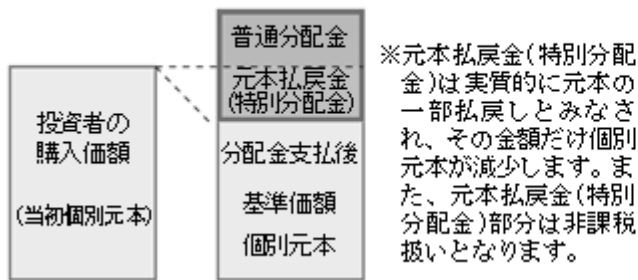 投資者の
購入価額
(当初個別元本)
普通分配金
元本払戻金
(特別分配金)
分配金支払後
基準価額
個別元本
※元本払戻金(特別分配
金)は実質的に元本の
一部払戻しとみなさ
れ、その金額だけ個別
元本が減少します。ま
た、元本払戻金(特別
分配金)部分は非課税
扱いとなります。